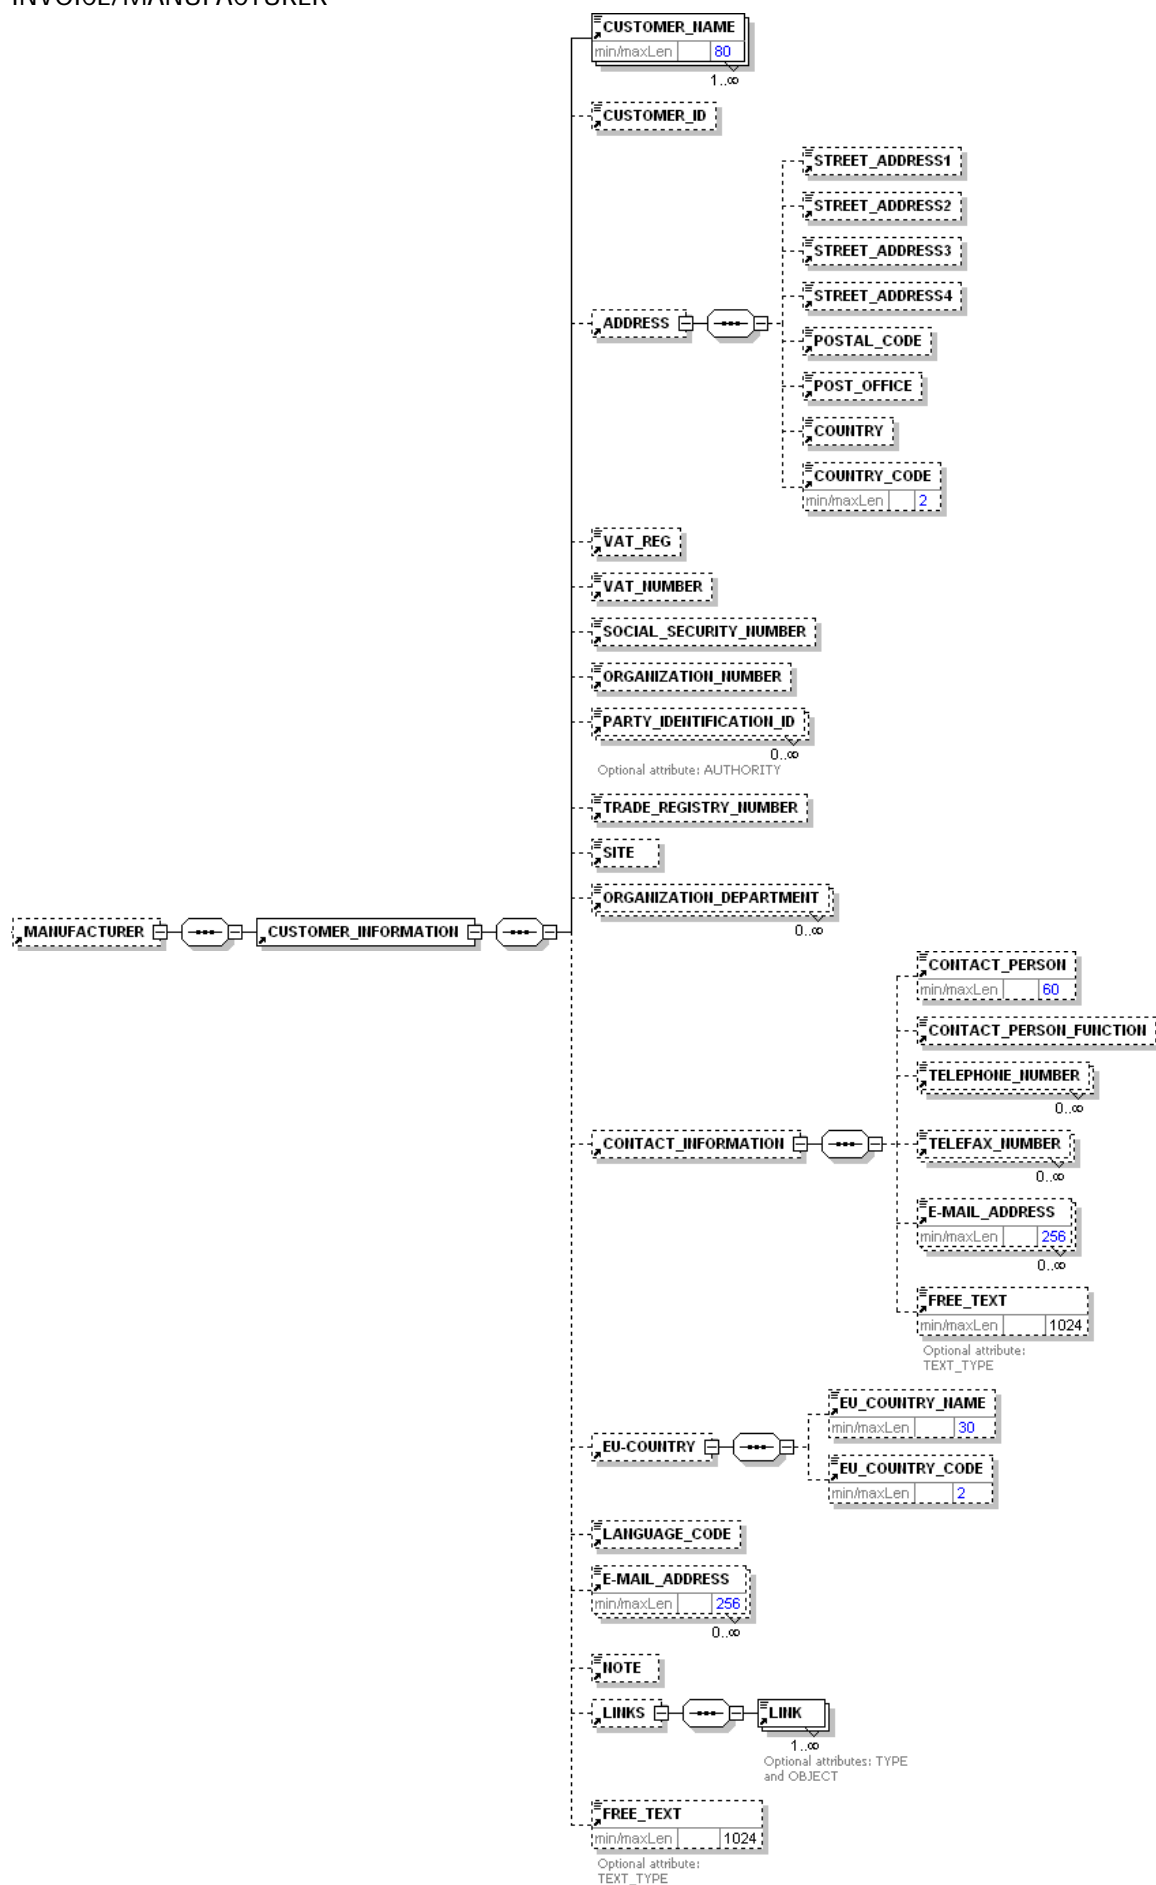 INVOICE/MANUFACTURER
CUSTOMER_NAME
min/maxLen 80
1..∞
CUSTOMER_ID
STREET_ADDRESS1
STREET_ADDRESS2
STREET_ADDRESS3
STREET_ADDRESS4
ADDRESS
POSTAL_CODE
POST_OFFICE
COUNTRY
COUNTRY_CODE
min/maxLen 2
VAT_REG
VAT_NUMBER
SOCIAL_SECURITY_NUMBER
ORGANIZATION_NUMBER
PARTY_IDENTIFICATION_ID
0..∞
Optional attribute: AUTHORITY
TRADE_REGISTRY_NUMBER
SITE
ORGANIZATION_DEPARTMENT
0..∞
MANUFACTURER
CUSTOMER_INFORMATION
CONTACT_PERSON
min/maxLen 60
CONTACT_PERSON_FUNCTION
TELEPHONE_NUMBER
0..∞
CONTACT_INFORMATION
TELEFAX_NUMBER
0..∞
E-MAIL_ADDRESS
min/maxLen 256
0..∞
FREE_TEXT
min/maxLen 1024
Optional attribute:
TEXT_TYPE
EU_COUNTRY_NAME
min/maxLen 30
EU-COUNTRY
EU_COUNTRY_CODE
min/maxLen 2
LANGUAGE_CODE
E-MAIL_ADDRESS
min/maxLen 256
0..∞
NOTE
LINKS
LINK
1..∞
Optional attributes: TYPE
and OBJECT
FREE_TEXT
min/maxLen 1024
Optional attribute:
TEXT_TYPE